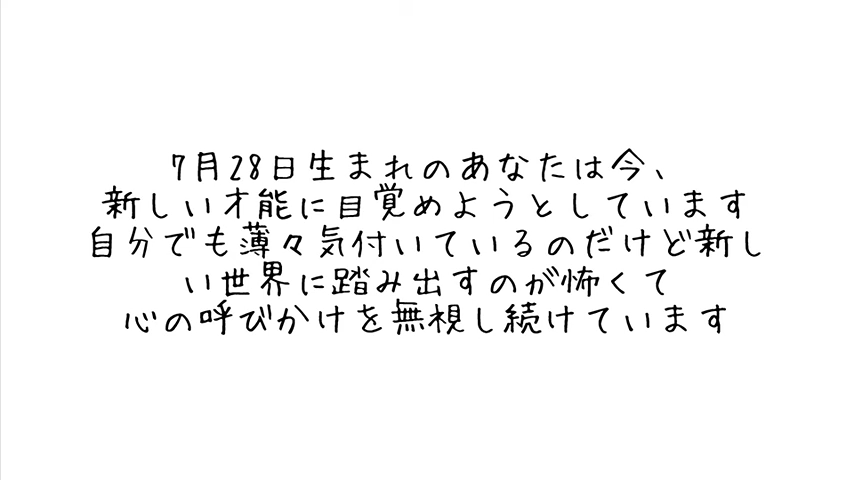 7月28日生まれのあなたは今、
新しい才能に目覚めようとしています
自分でも薄々気付いているのだけど新し
い世界に踏み出すのが怖くて
心の呼びかけを無視し続けています